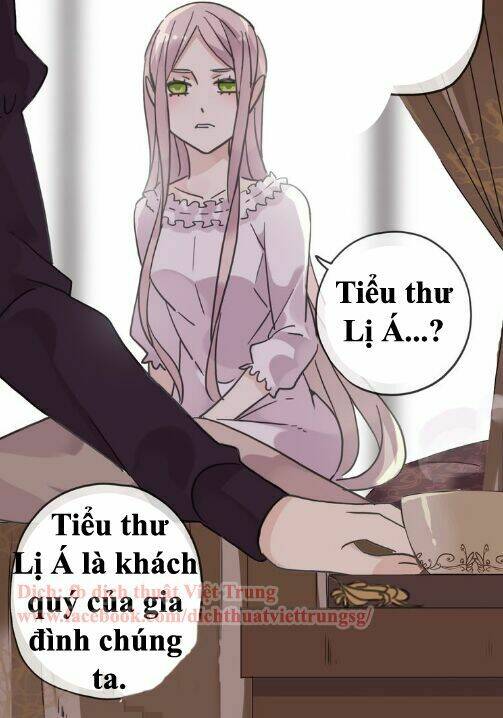 Tiểu thư
Lị Á...?
Tiểu thư
Lị Á là khách
quý của gia
đình chúng
ta.
Dịch: fb dịch thuật Việt Trung
www.facebook.com/dichthuatviettrungsg/